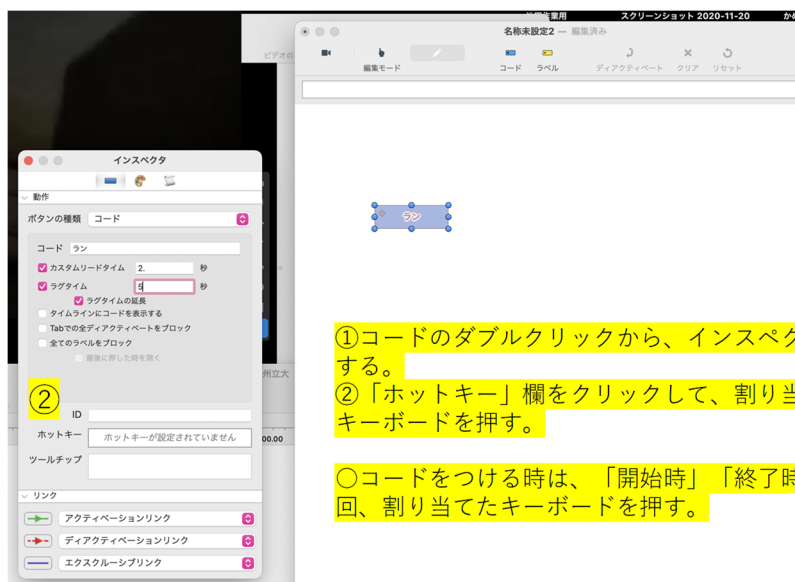 作業用
スクリーンショット 2020-11-20
名称未設定2 — 編集済み
ビデオの
編集モード
コード
ラベル
ディアクティベート
クリア
リセット
インスペクタ
動作
ボタンの種類
コード
コード
ラン
カスタムリードタイム
2.
秒
ラグタイム
5
秒
ラグタイムの延長
タイムラインにコードを表示する
Tabでの全ディアクティベートをブロック
全てのラベルをブロック
最後に押した時を除く
②
ID
ホットキー
ホットキーが設定されていません
ツールチップ
リンク
アクティベーションリンク
ディアクティベーションリンク
エクスクルーシブリンク
州立大
00.00
ラン
①コードのダブルクリックから、インスペク
する。
②「ホットキー」欄をクリックして、割り当
キーボードを押す。
〇コードをつける時は、「開始時」「終了時
回、割り当てたキーボードを押す。